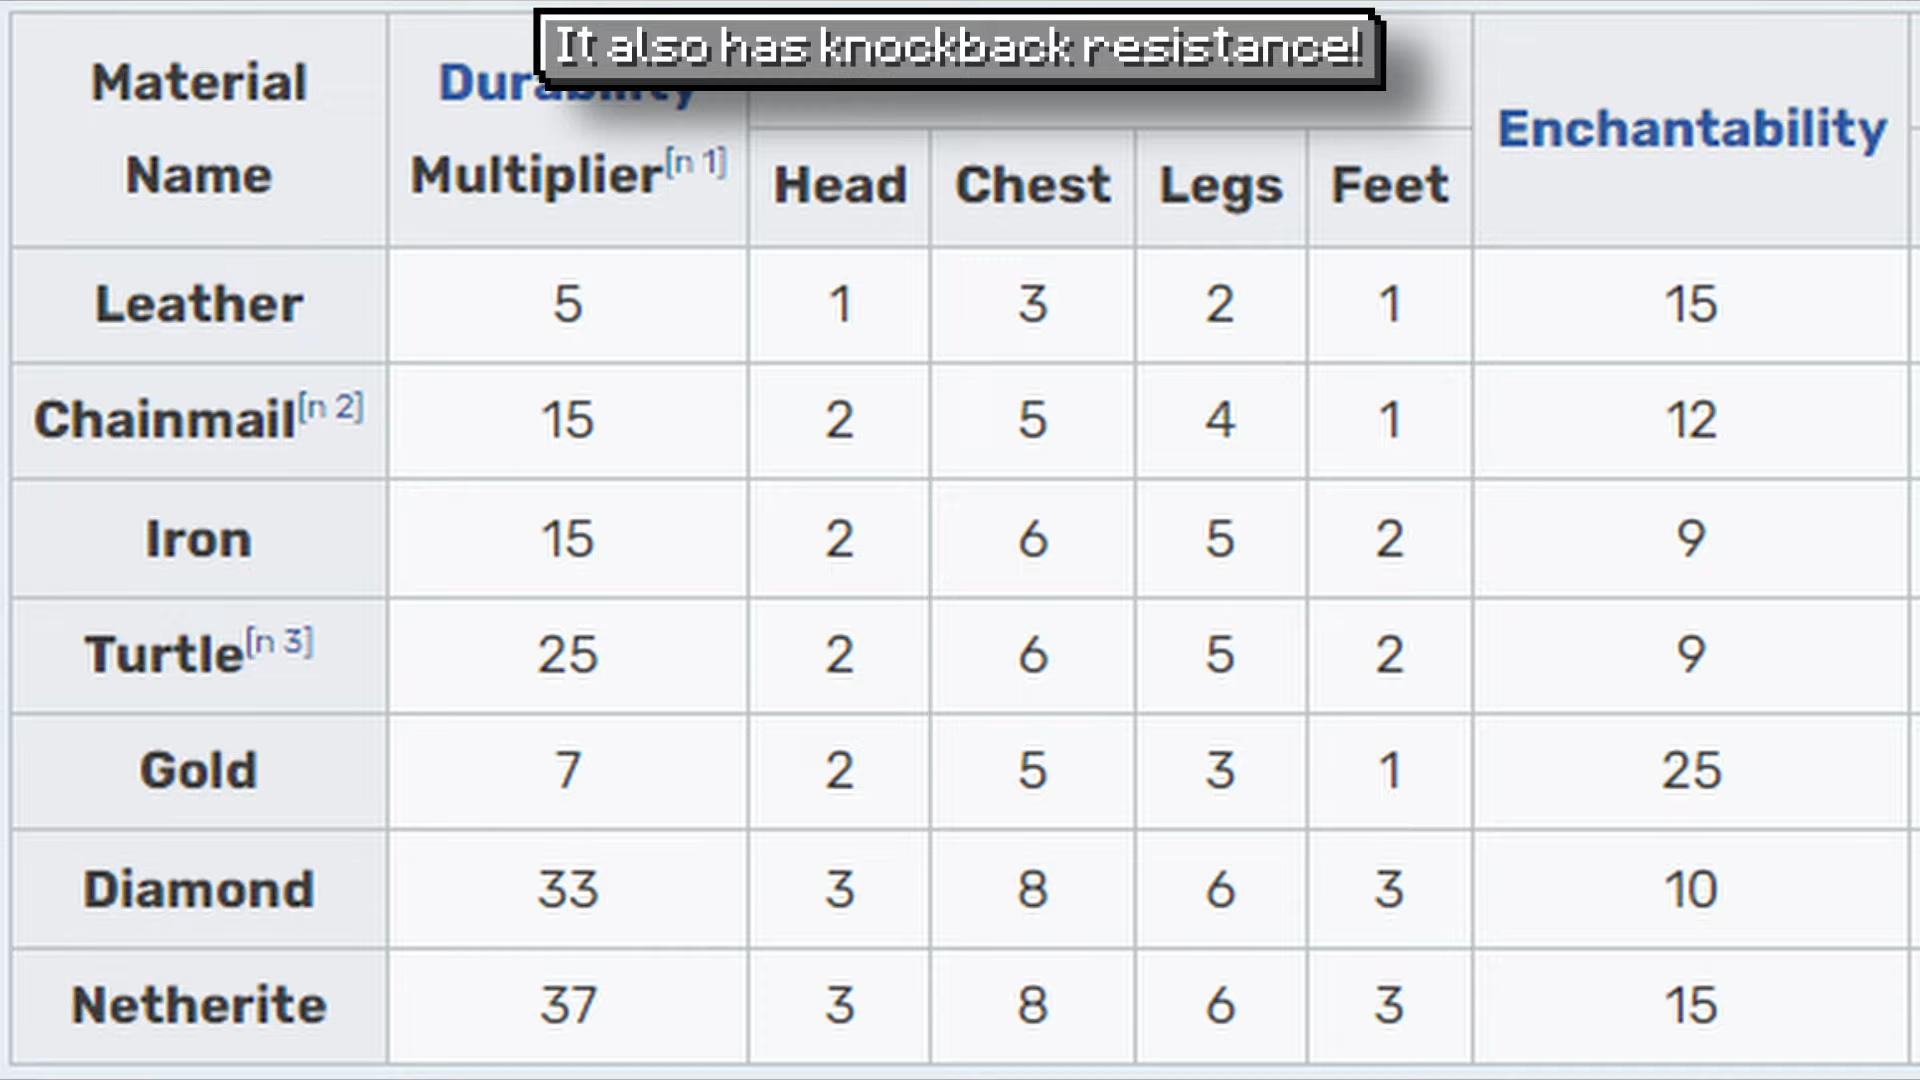 It also has knockback resistance!
Material Name Durability Multiplier[n 1] Enchantability
Head Chest Legs Feet
Leather 5 1 3 2 1 15
Chainmail[n 2] 15 2 5 4 1 12
Iron 15 2 6 5 2 9
Turtle[n 3] 25 2 6 5 2 9
Gold 7 2 5 3 1 25
Diamond 33 3 8 6 3 10
Netherite 37 3 8 6 3 15